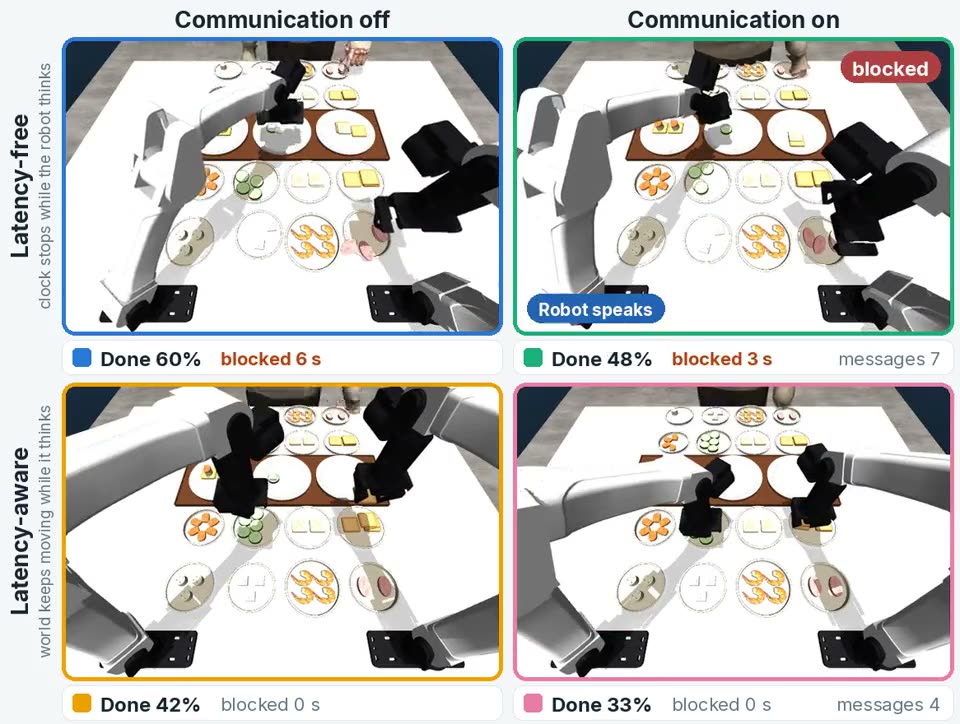 Communication off
Communication on
Latency-free
clock stops while the robot thinks
blocked
Robot speaks
Done 60% blocked 6 s
Done 48% blocked 3 s messages 7
Latency-aware
world keeps moving while it thinks
Done 42% blocked 0 s
Done 33% blocked 0 s messages 4